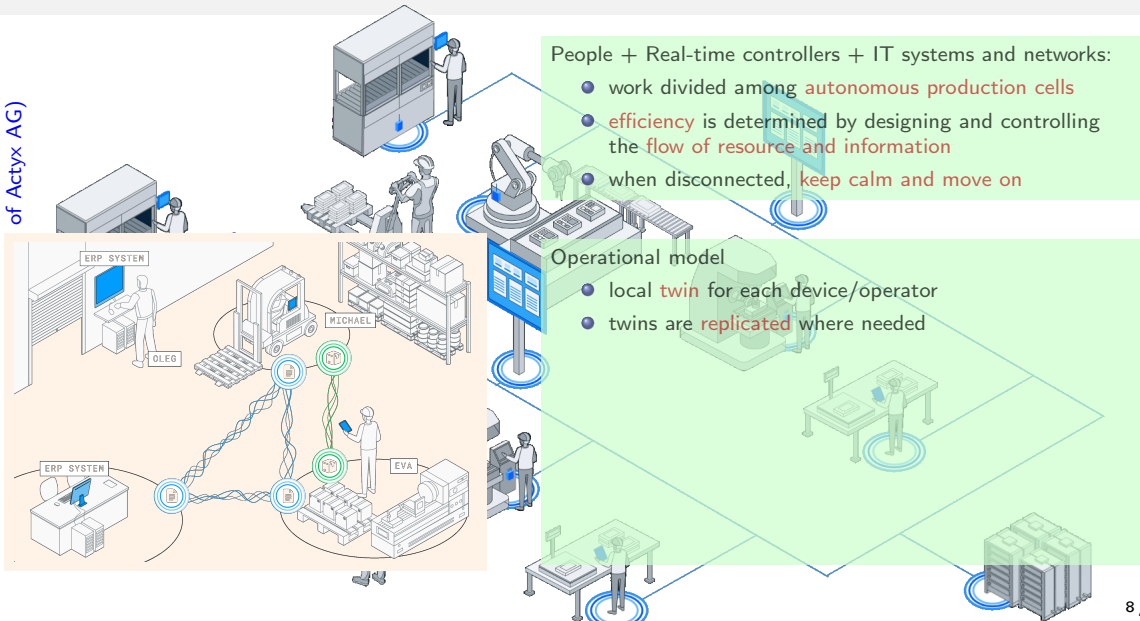 of Actyx AG)
People + Real-time controllers + IT systems and networks:
work divided among autonomous production cells
efficiency is determined by designing and controlling
the flow of resource and information
when disconnected, keep calm and move on
Operational model
local twin for each device/operator
twins are replicated where needed
ERP SYSTEM
OLEG
MICHAEL
ERP SYSTEM
EVA
8/